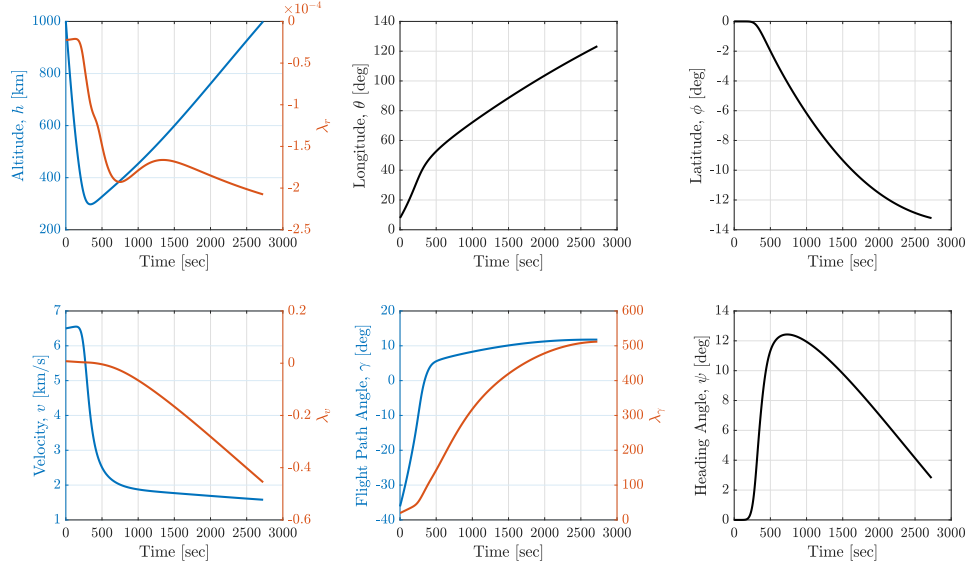 ×10⁻⁴
1000
800
600
400
200
0
-0.5
-1
-1.5
-2
-2.5
0 500 1000 1500 2000 2500 3000
Time [sec]
Altitude, h [km]
λr
140
120
100
80
60
40
20
0
0 500 1000 1500 2000 2500 3000
Time [sec]
Longitude, θ [deg]
0
-2
-4
-6
-8
-10
-12
-14
0 500 1000 1500 2000 2500 3000
Time [sec]
Latitude, ϕ [deg]
7
6
5
4
3
2
1
0.2
0
-0.2
-0.4
-0.6
0 500 1000 1500 2000 2500 3000
Time [sec]
Velocity, v [km/s]
λv
20
10
0
-10
-20
-30
-40
600
500
400
300
200
100
0
0 500 1000 1500 2000 2500 3000
Time [sec]
Flight Path Angle, γ [deg]
λγ
14
12
10
8
6
4
2
0
0 500 1000 1500 2000 2500 3000
Time [sec]
Heading Angle, ψ [deg]